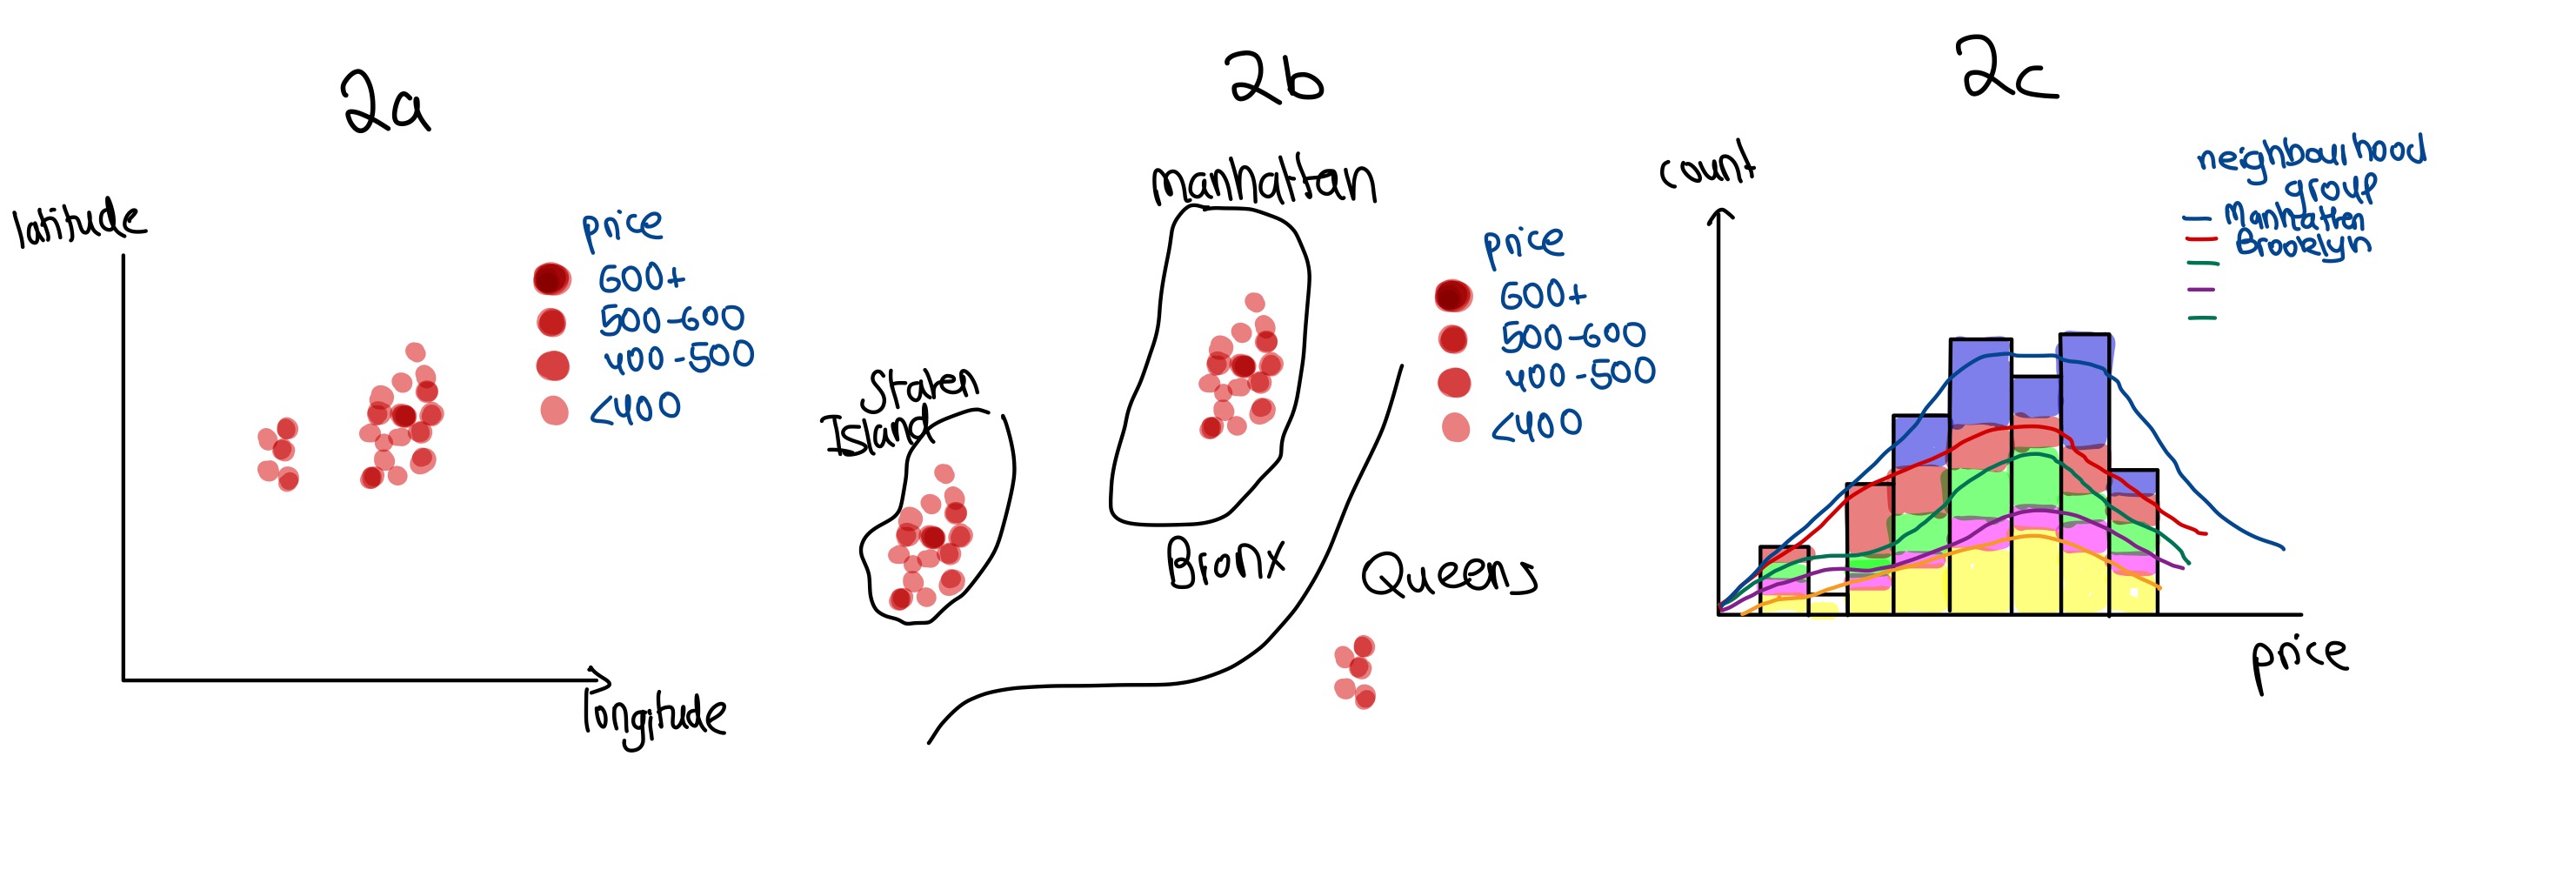 2a
latitude
price
600+
500-600
400-500
<400
longitude
2b
manhattan
Staten
Island
Bronx
Queens
price
600+
500-600
400-500
<400
2c
count
neighbourhood
group
Manhatten
Brooklyn
price